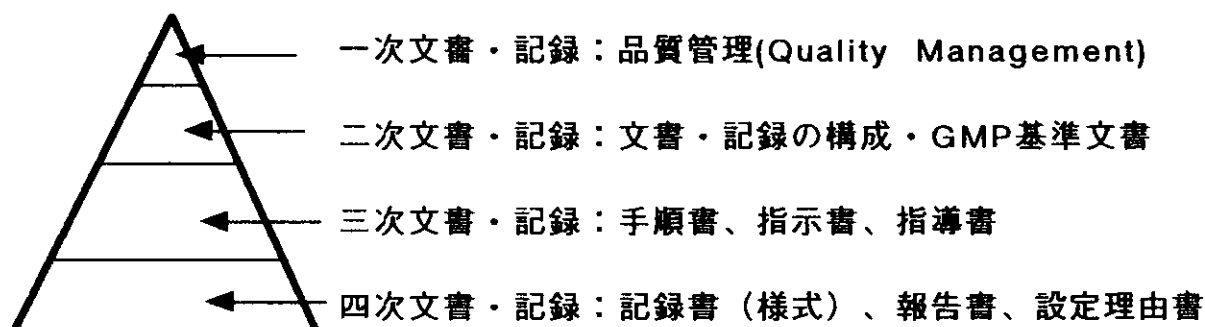 一次文書・記録：品質管理(Quality Management)
二次文書・記録：文書・記録の構成・GMP基準文書
三次文書・記録：手順書、指示書、指導書
四次文書・記録：記録書（様式）、報告書、設定理由書